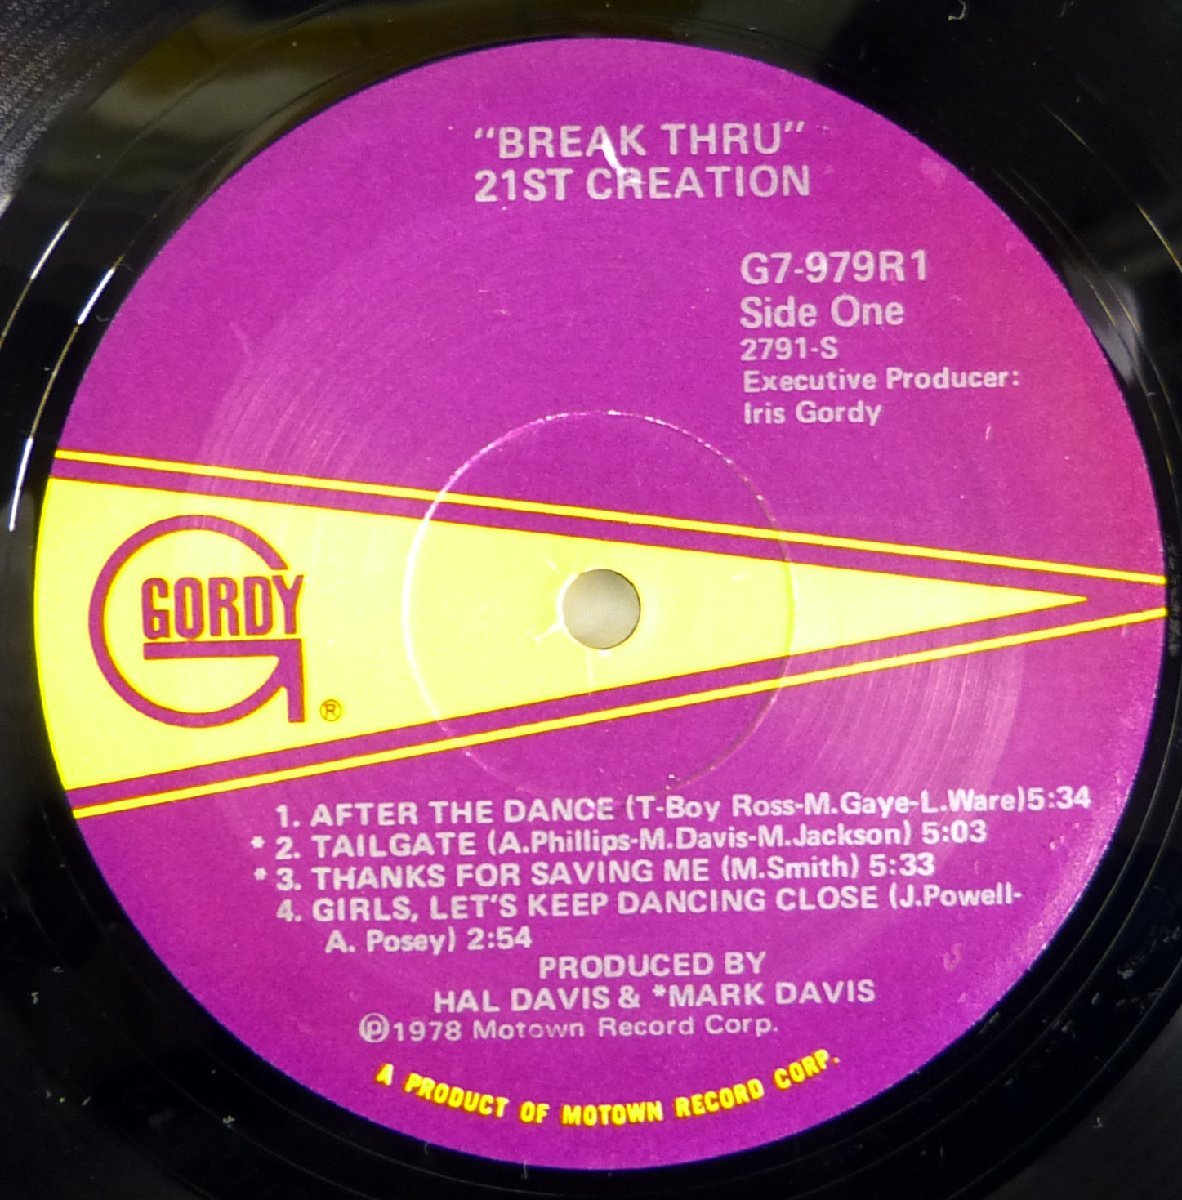 "BREAK THRU"
21ST CREATION
G7-979R1
Side One
2791-S
Executive Producer:
Iris Gordy
GORDY
®
1. AFTER THE DANCE (T-Boy Ross-M.Gaye-L.Ware)5:34
* 2. TAILGATE (A.Phillips-M.Davis-M.Jackson) 5:03
* 3. THANKS FOR SAVING ME (M.Smith) 5:33
4. GIRLS, LET'S KEEP DANCING CLOSE (J.Powell-
A. Posey) 2:54
PRODUCED BY
HAL DAVIS & *MARK DAVIS
℗1978 Motown Record Corp.
A PRODUCT OF MOTOWN RECORD CORP.